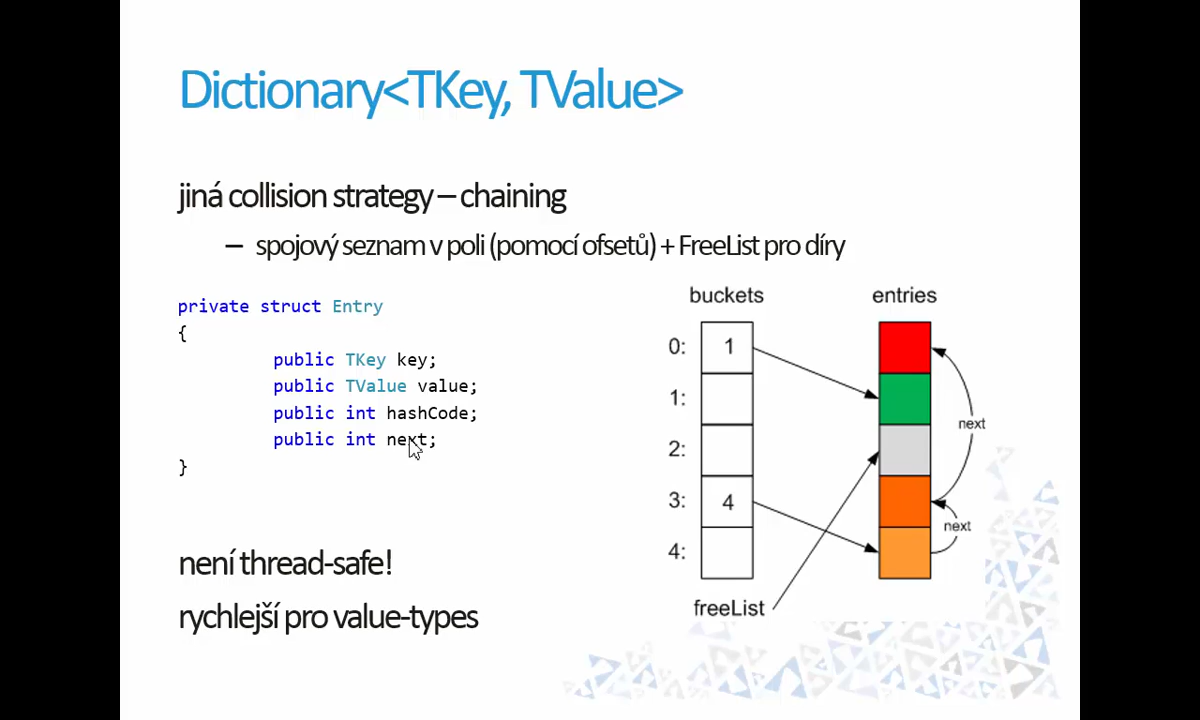 Dictionary<TKey, TValue>
jiná collision strategy – chaining
– spojový seznam v poli (pomocí ofsetů) + FreeList pro díry
private struct Entry
{
public TKey key;
public TValue value;
public int hashCode;
public int next;
}
není thread-safe!
rychlejší pro value-types
buckets
entries
0: 1
1:
2:
3: 4
4:
next
next
freeList